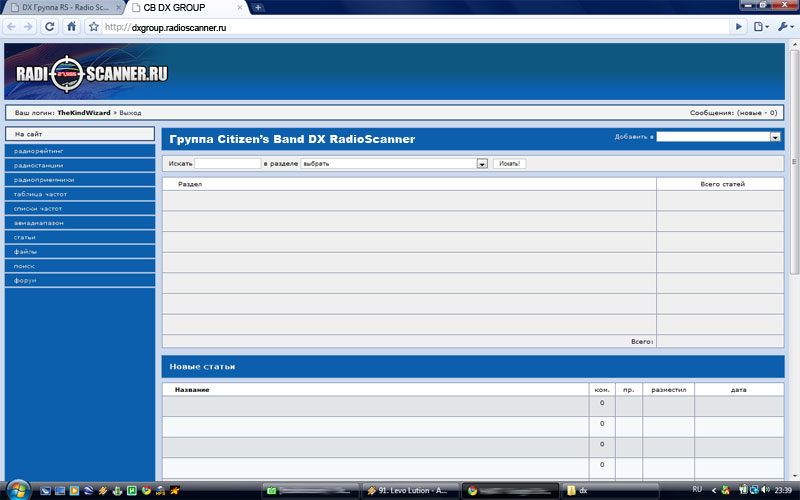 DX Группа RS - Radio Sc...
CB DX GROUP
http://dxgroup.radioscanner.ru
RADIOSCANNER.RU
Ваш логин: TheKindWizard » Выход
Сообщения: (новые - 0)
На сайт
радиорейтинг
радиостанции
радиоприемники
таблица частот
списки частот
авиадиапазон
статьи
файлы
поиск
форум
Группа Citizen's Band DX RadioScanner
Добавить в
Искать в разделе выбрать Искать!
Раздел Всего статей
Всего:
Новые статьи
Название ком. пр. разместил дата
0
0
0
0
91. Levo Lution - A...
dx
RU
23:39